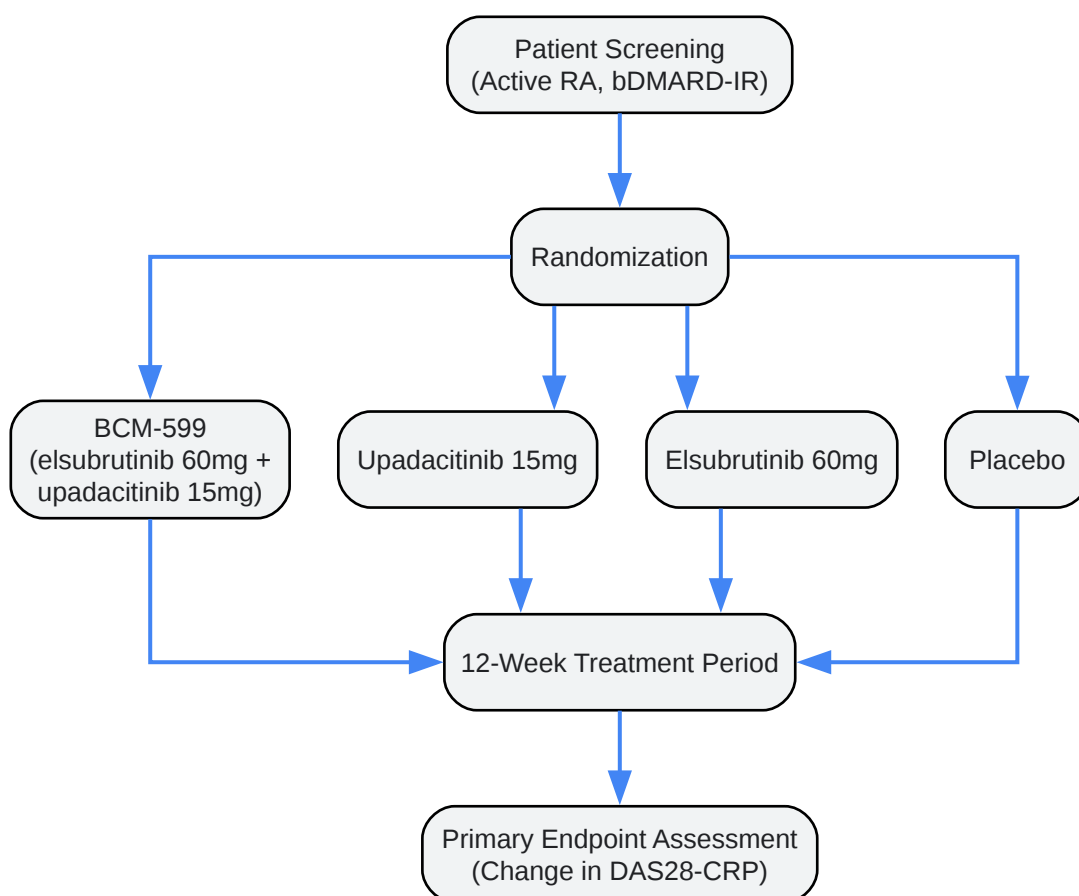 Patient Screening
(Active RA, bDMARD-IR)
Randomization
BCM-599
(elsubrutinib 60mg +
upadacitinib 15mg)
Upadacitinib 15mg
Elsubrutinib 60mg
Placebo
12-Week Treatment Period
Primary Endpoint Assessment
(Change in DAS28-CRP)